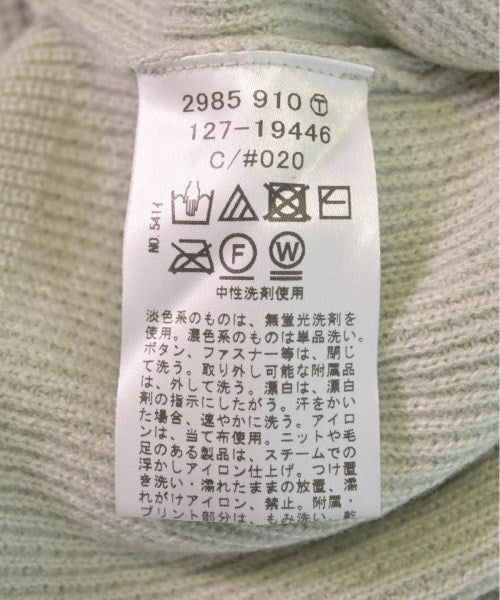 2985 910 Ⓣ
127-19446
C/#020
NO.5414
F W
中性洗剤使用
淡色系のものは、無蛍光洗剤を
使用。濃色系のものは単品洗い。
ボタン、ファスナー等は、閉じ
て洗う。取り外し可能な附属品
は、外して洗う。漂白は、漂白
剤の指示にしたがう。汗をかい
た場合、速やかに洗う。アイロン
は、当て布使用。ニットや毛
足のある製品は、スチームでの
浮かしアイロン仕上げ。つけ置
き洗い・濡れたままの放置、濡
れがけアイロン、禁止。附属・
プリント部分は、もみ洗い、乾